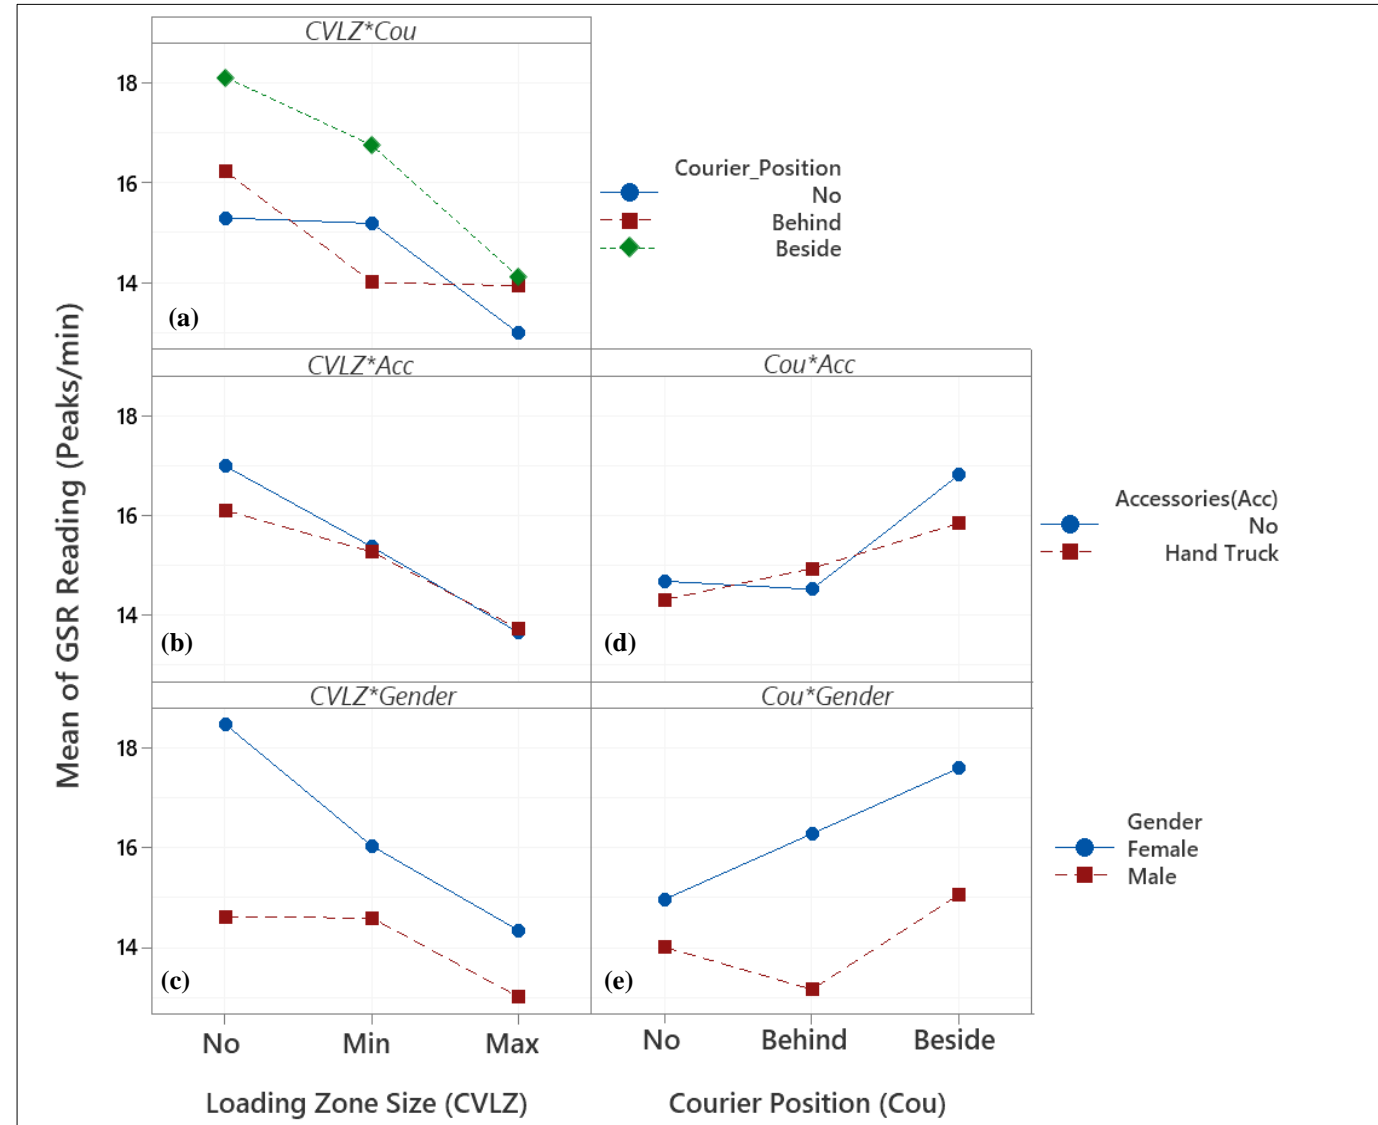 CVLZ*Cou
18
16
14
(a)
Courier_Position
No
Behind
Beside
Mean of GSR Reading (Peaks/min)
CVLZ*Acc
Cou*Acc
18
16
14
(b)
(d)
Accessories(Acc)
No
Hand Truck
CVLZ*Gender
Cou*Gender
18
16
14
(c)
(e)
Gender
Female
Male
No Min Max
No Behind Beside
Loading Zone Size (CVLZ)
Courier Position (Cou)